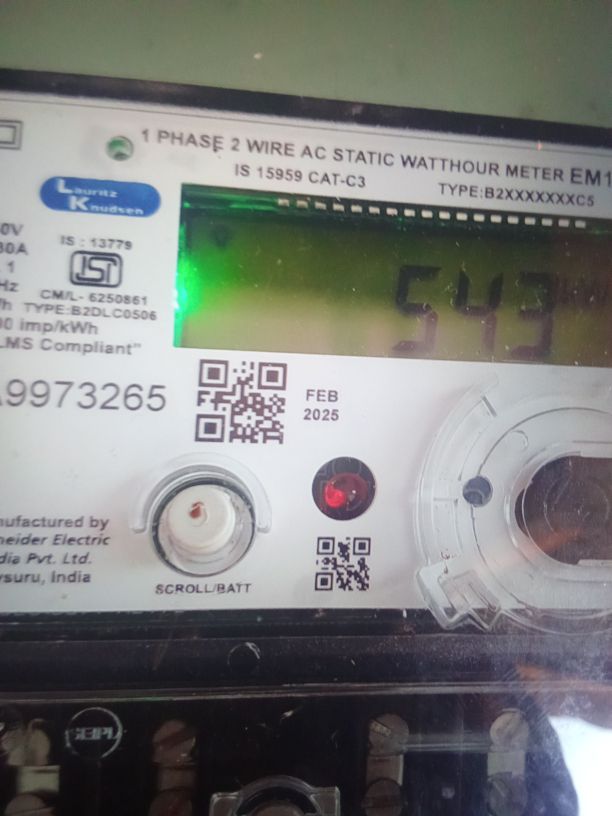 1 PHASE 2 WIRE AC STATIC WATTHOUR METER EM1
IS 15959 CAT-C3
TYPE:B2XXXXXXXC5
Lauritz
Knudsen
0V
IS : 13779
30A
ISI
1
Hz
CM/L- 6250861
TYPE:B2DLC0506
543
00 imp/kWh
LMS Compliant"
9973265
FEB
2025
nufactured by
neider Electric
dia Pvt. Ltd.
ysuru, India
SCROLL/BATT